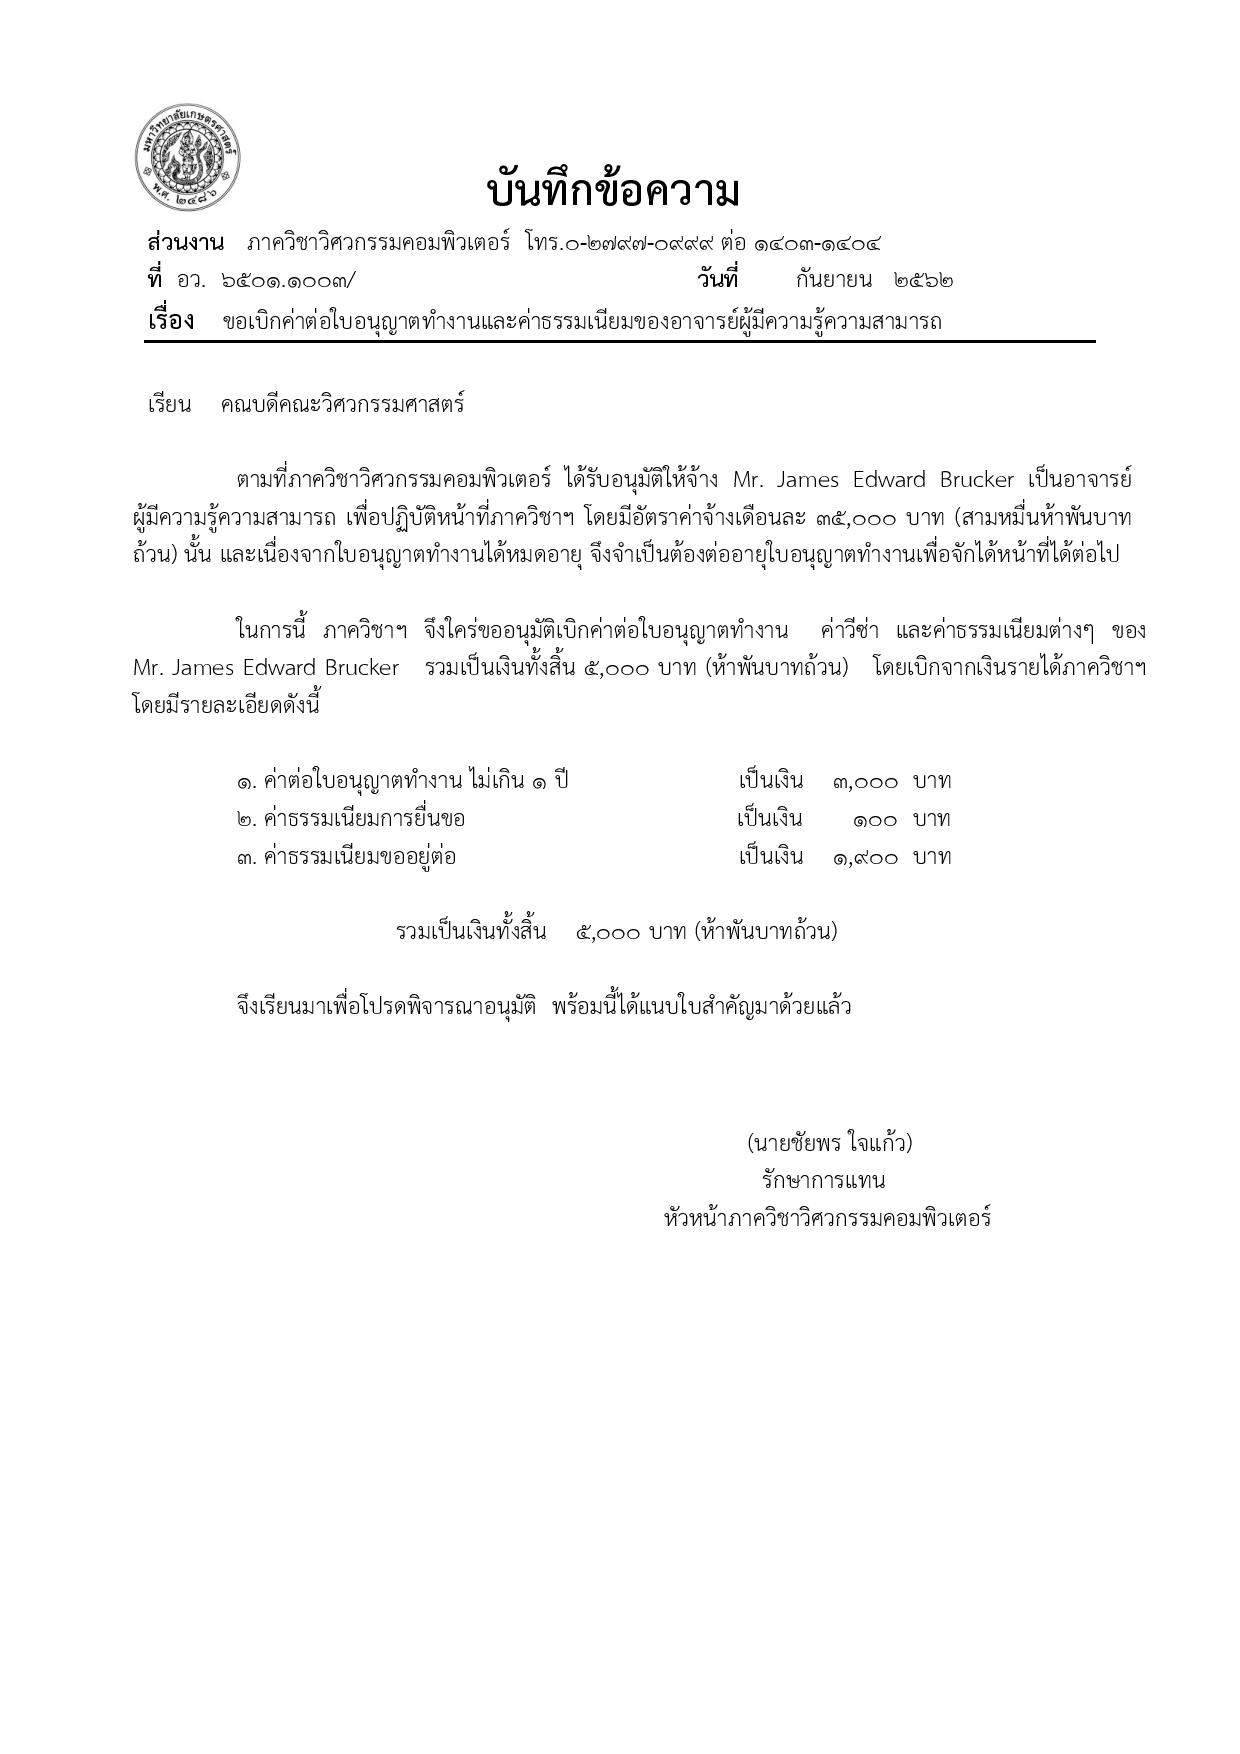 มหาวิทยาลัยเกษตรศาสตร์
พ.ศ. ๒๔๘๖
บันทึกข้อความ
ส่วนงาน ภาควิชาวิศวกรรมคอมพิวเตอร์ โทร.๐-๒๗๙๗-๐๙๙๙ ต่อ ๑๔๐๓-๑๔๐๔
ที่ อว. ๖๕๐๑.๑๐๐๓/ วันที่ กันยายน ๒๕๖๒
เรื่อง ขอเบิกค่าต่อใบอนุญาตทำงานและค่าธรรมเนียมของอาจารย์ผู้มีความรู้ความสามารถ
เรียน คณบดีคณะวิศวกรรมศาสตร์
ตามที่ภาควิชาวิศวกรรมคอมพิวเตอร์ ได้รับอนุมัติให้จ้าง Mr. James Edward Brucker เป็นอาจารย์
ผู้มีความรู้ความสามารถ เพื่อปฏิบัติหน้าที่ภาควิชาฯ โดยมีอัตราค่าจ้างเดือนละ ๓๕,๐๐๐ บาท (สามหมื่นห้าพันบาท
ถ้วน) นั้น และเนื่องจากใบอนุญาตทำงานได้หมดอายุ จึงจำเป็นต้องต่ออายุใบอนุญาตทำงานเพื่อจักได้หน้าที่ได้ต่อไป
ในการนี้ ภาควิชาฯ จึงใคร่ขออนุมัติเบิกค่าต่อใบอนุญาตทำงาน ค่าวีซ่า และค่าธรรมเนียมต่างๆ ของ
Mr. James Edward Brucker รวมเป็นเงินทั้งสิ้น ๕,๐๐๐ บาท (ห้าพันบาทถ้วน) โดยเบิกจากเงินรายได้ภาควิชาฯ
โดยมีรายละเอียดดังนี้
๑. ค่าต่อใบอนุญาตทำงาน ไม่เกิน ๑ ปี เป็นเงิน ๓,๐๐๐ บาท
๒. ค่าธรรมเนียมการยื่นขอ เป็นเงิน ๑๐๐ บาท
๓. ค่าธรรมเนียมขออยู่ต่อ เป็นเงิน ๑,๙๐๐ บาท
รวมเป็นเงินทั้งสิ้น ๕,๐๐๐ บาท (ห้าพันบาทถ้วน)
จึงเรียนมาเพื่อโปรดพิจารณาอนุมัติ พร้อมนี้ได้แนบใบสำคัญมาด้วยแล้ว
(นายชัยพร ใจแก้ว)
รักษาการแทน
หัวหน้าภาควิชาวิศวกรรมคอมพิวเตอร์